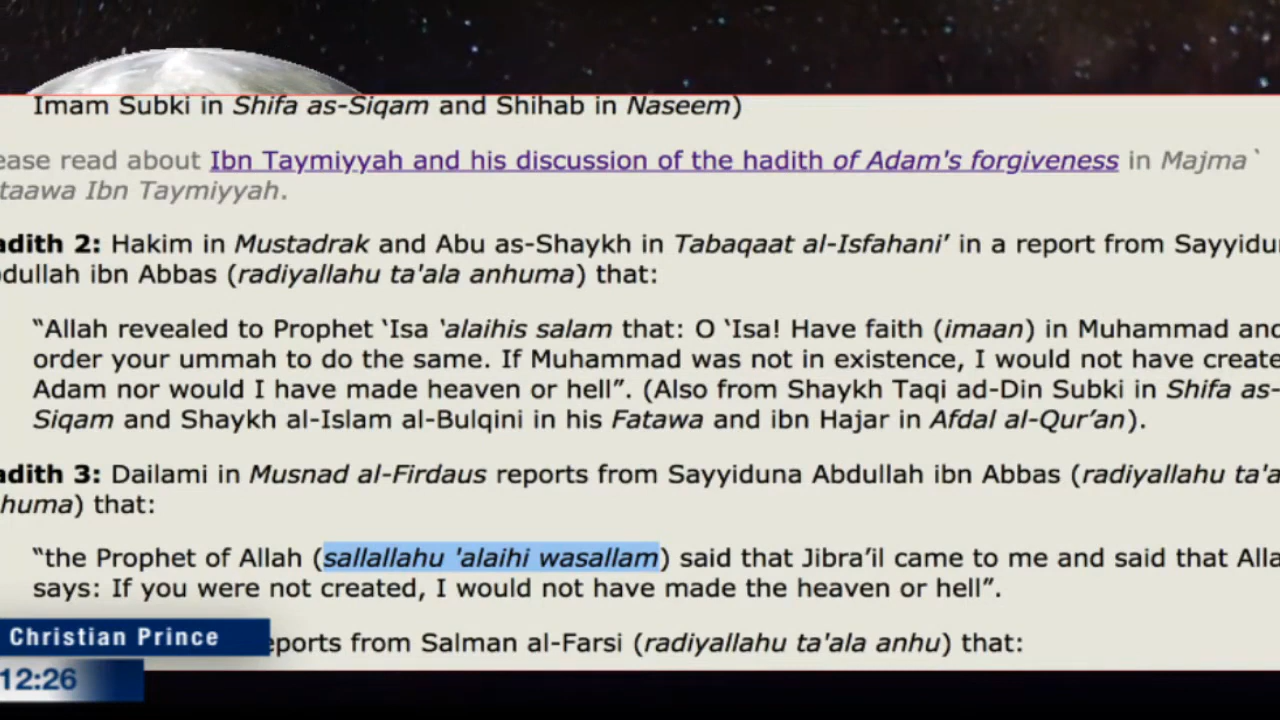 Imam Subki in Shifa as-Siqam and Shihab in Naseem)
ease read about Ibn Taymiyyah and his discussion of the hadith of Adam's forgiveness in Majma`
taawa Ibn Taymiyyah.
adith 2: Hakim in Mustadrak and Abu as-Shaykh in Tabaqaat al-Isfahani’ in a report from Sayyidun
bdullah ibn Abbas (radiyallahu ta'ala anhuma) that:
“Allah revealed to Prophet ‘Isa ‘alaihis salam that: O ‘Isa! Have faith (imaan) in Muhammad and
order your ummah to do the same. If Muhammad was not in existence, I would not have create
Adam nor would I have made heaven or hell”. (Also from Shaykh Taqi ad-Din Subki in Shifa as-
Siqam and Shaykh al-Islam al-Bulqini in his Fatawa and ibn Hajar in Afdal al-Qur’an).
adith 3: Dailami in Musnad al-Firdaus reports from Sayyiduna Abdullah ibn Abbas (radiyallahu ta'a
huma) that:
“the Prophet of Allah (sallallahu 'alaihi wasallam) said that Jibra’il came to me and said that Alla
says: If you were not created, I would not have made the heaven or hell”.
eports from Salman al-Farsi (radiyallahu ta'ala anhu) that:
Christian Prince
12:26